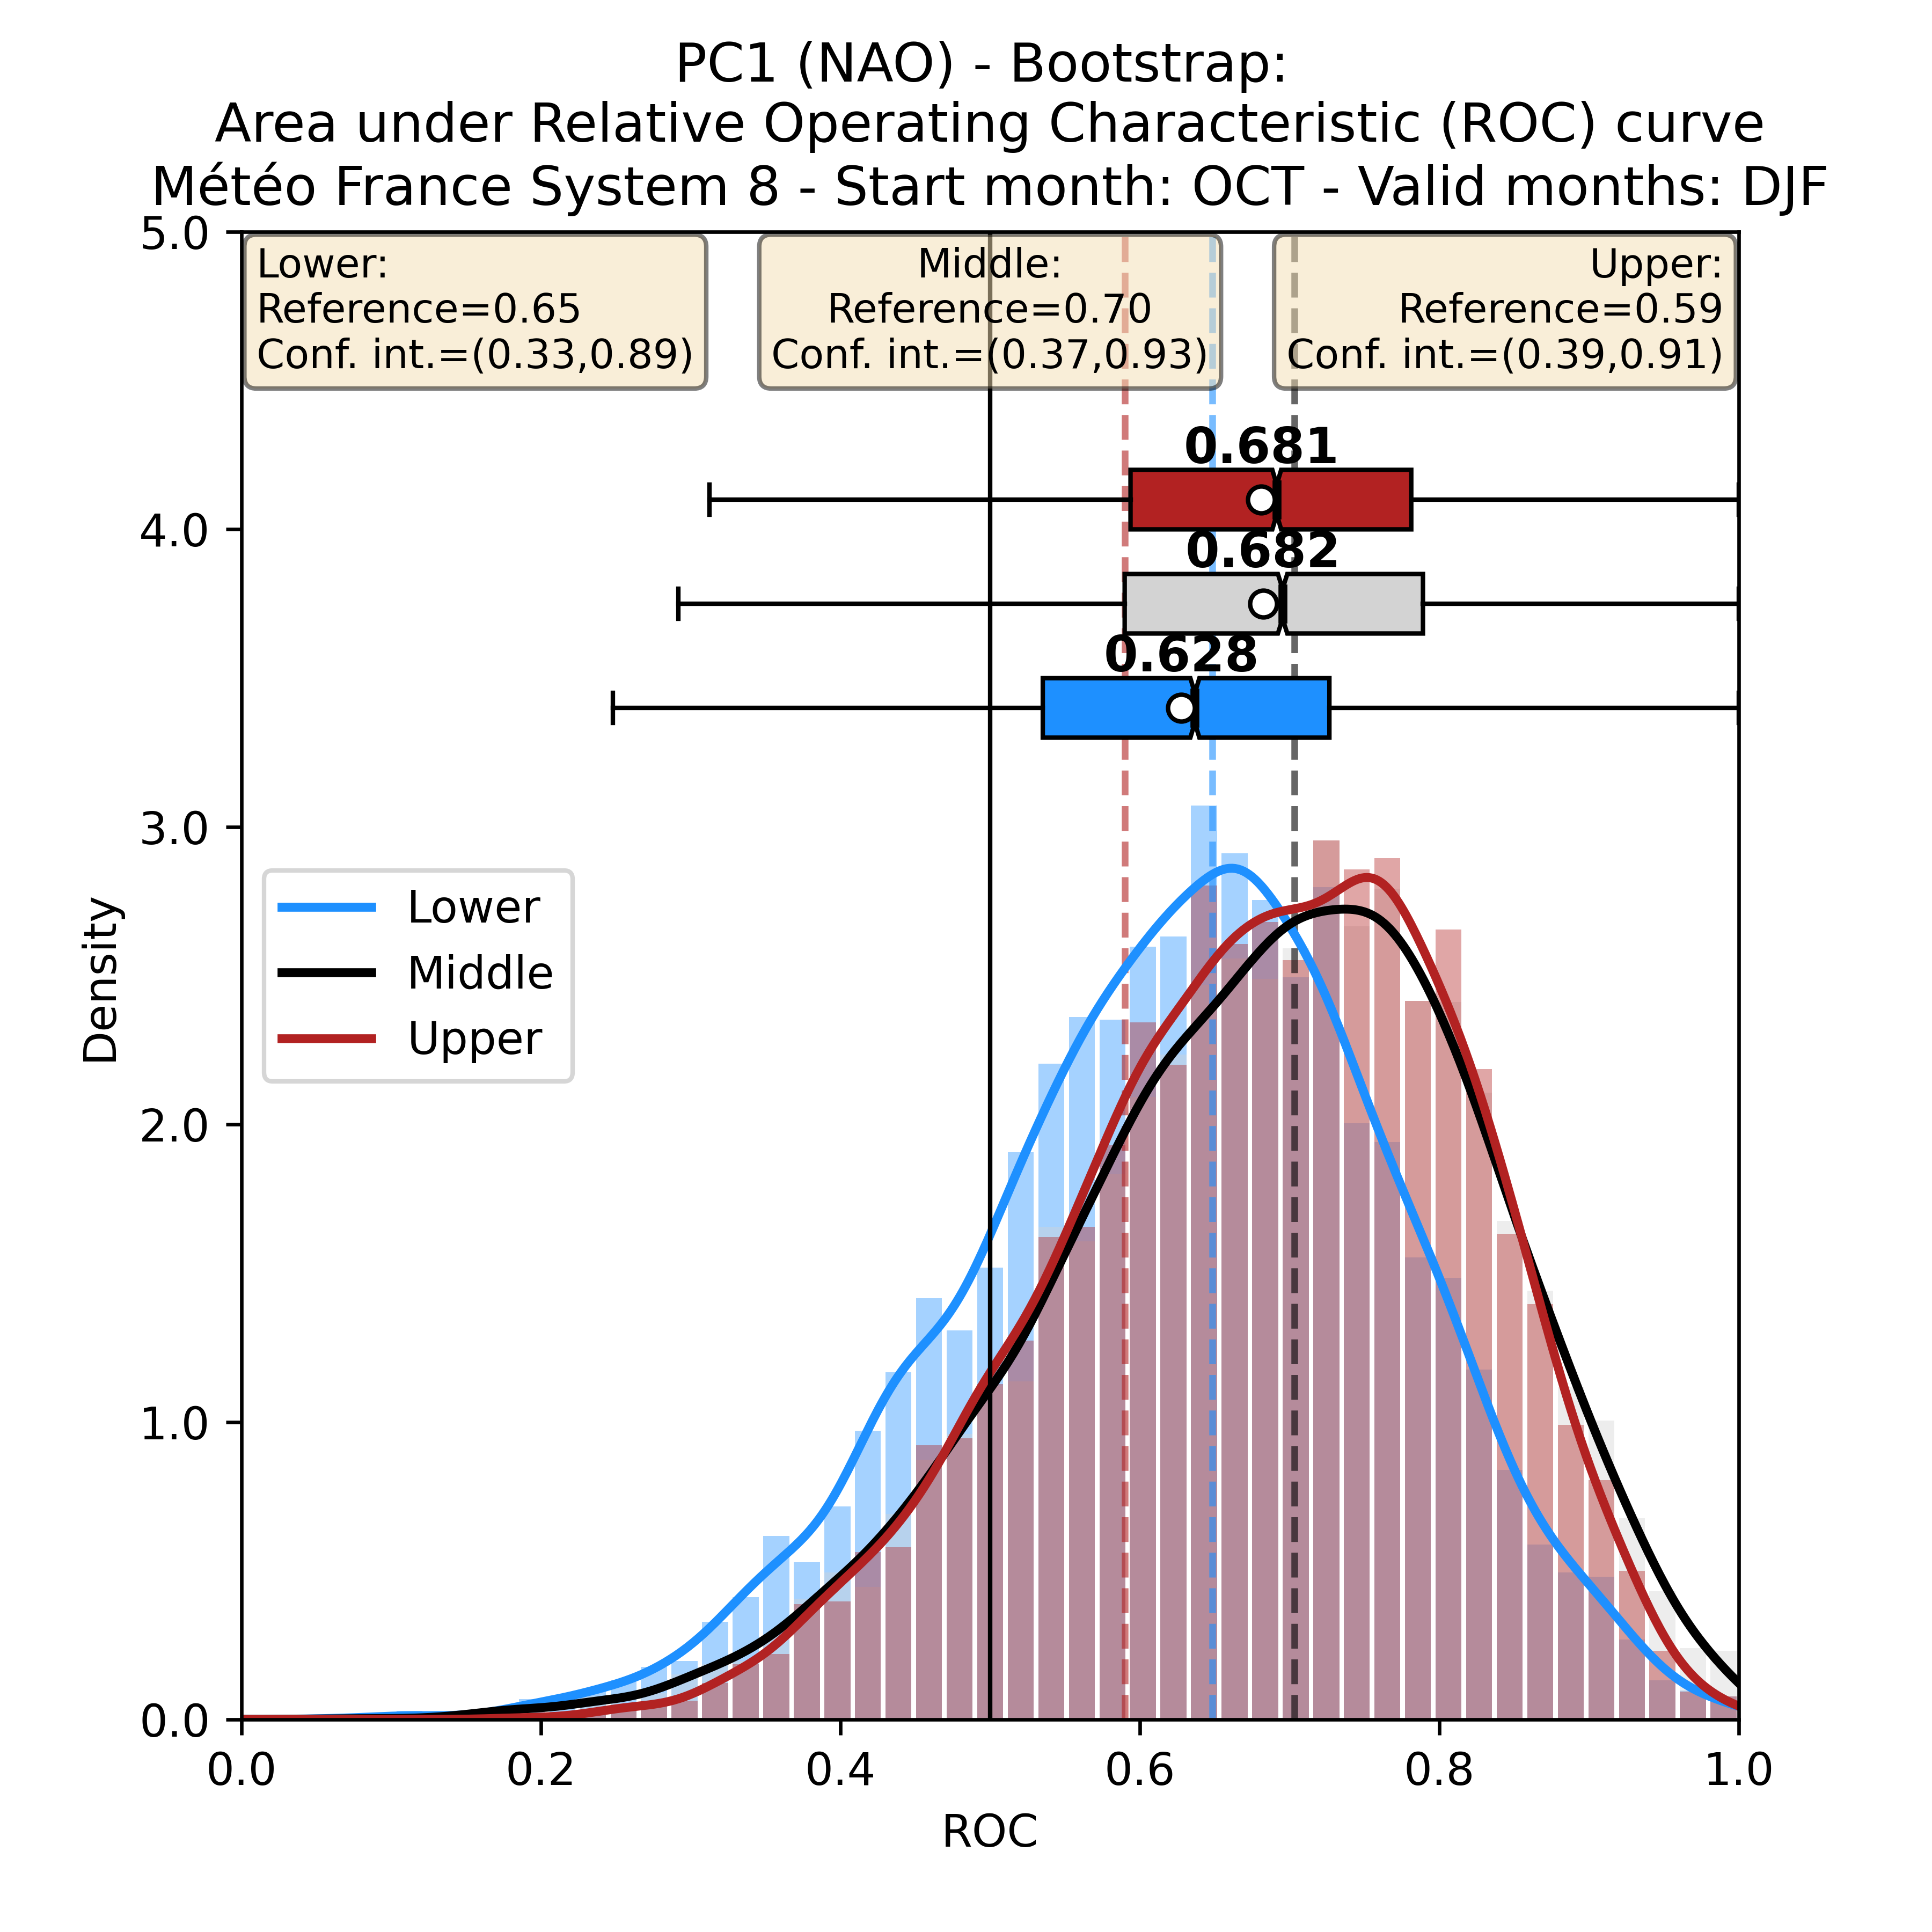 PC1 (NAO) - Bootstrap:
Area under Relative Operating Characteristic (ROC) curve
Météo France System 8 - Start month: OCT - Valid months: DJF
5.0
Lower:
Reference=0.65
Conf. int.=(0.33,0.89)
Middle:
Reference=0.70
Conf. int.=(0.37,0.93)
Upper:
Reference=0.59
Conf. int.=(0.39,0.91)
0.681
4.0
0.682
0.628
3.0
Lower
Middle
Upper
Density
2.0
1.0
0.0
0.0 0.2 0.4 0.6 0.8 1.0
ROC